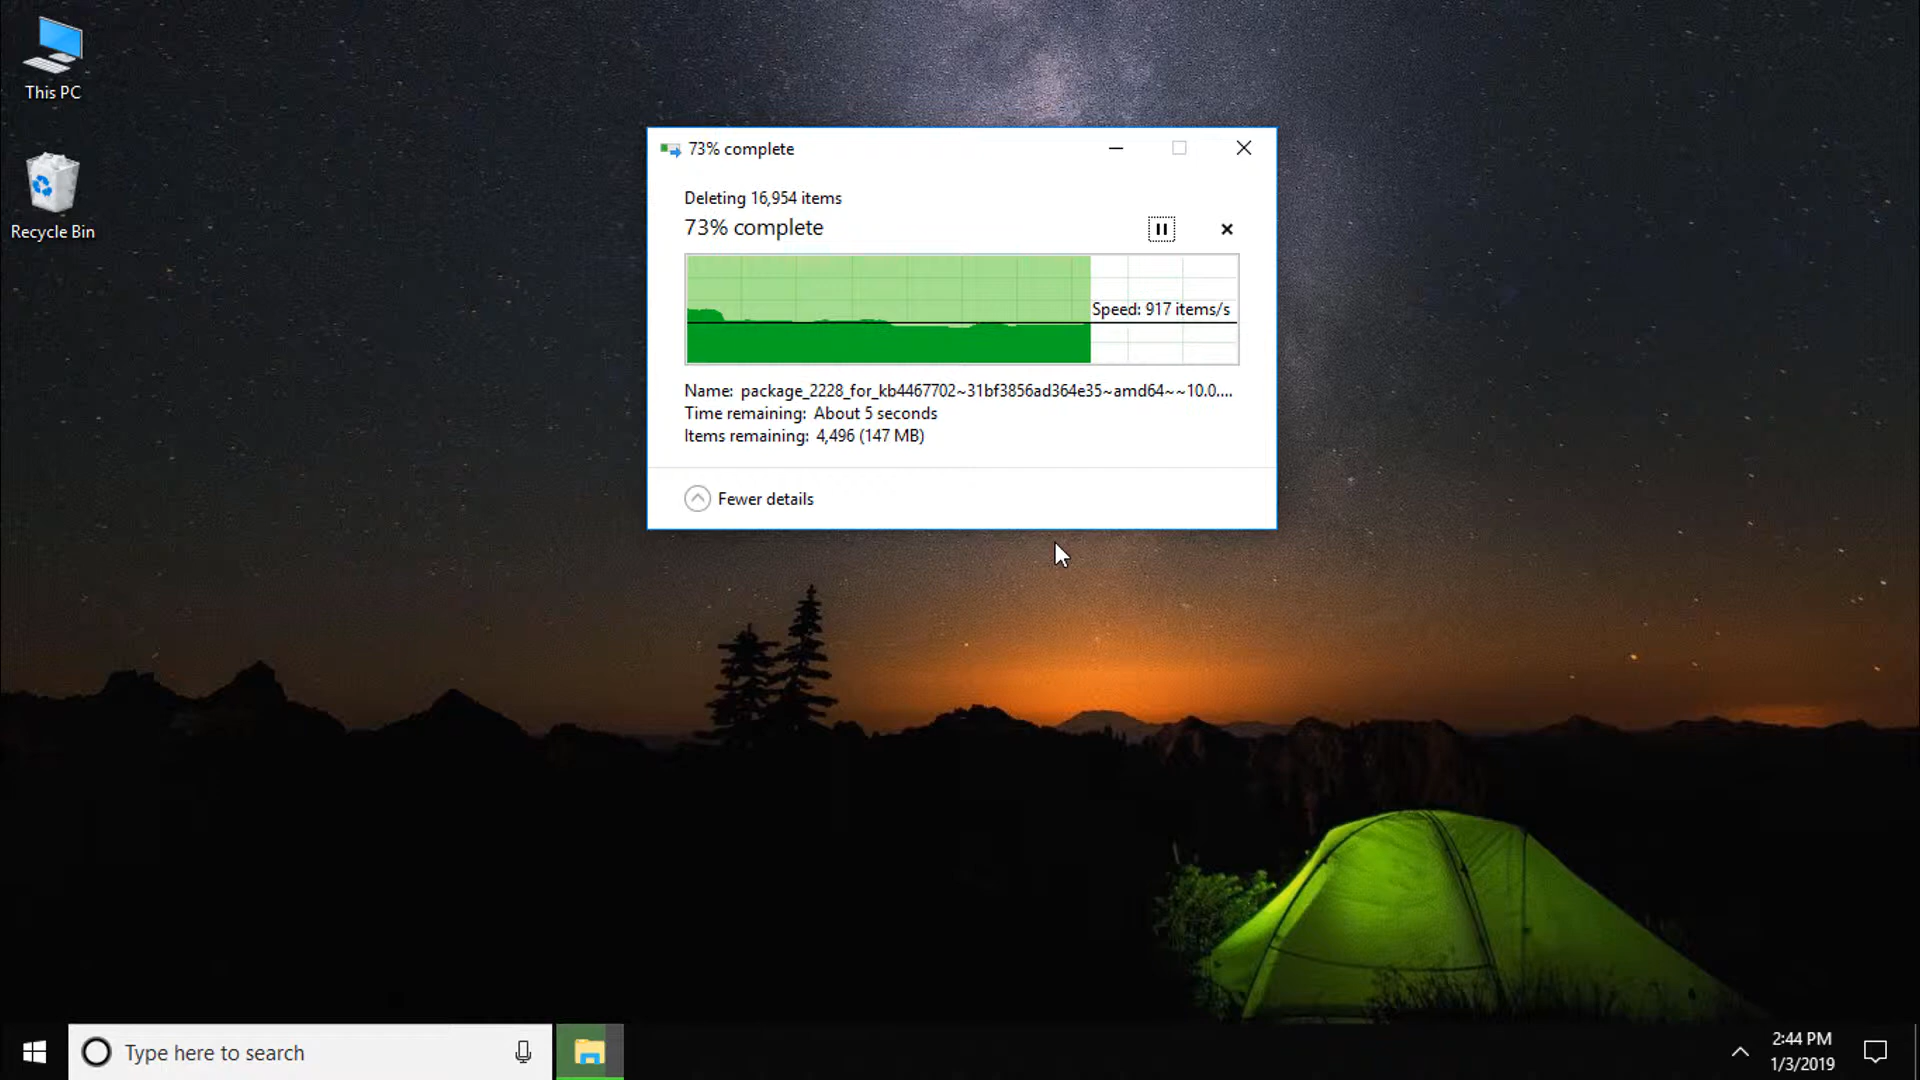 This PC
Recycle Bin
73% complete
Deleting 16,954 items
73% complete
Speed: 917 items/s
Name: package_2228_for_kb4467702~31bf3856ad364e35~amd64~~10.0....
Time remaining: About 5 seconds
Items remaining: 4,496 (147 MB)
Fewer details
Type here to search
2:44 PM
1/3/2019